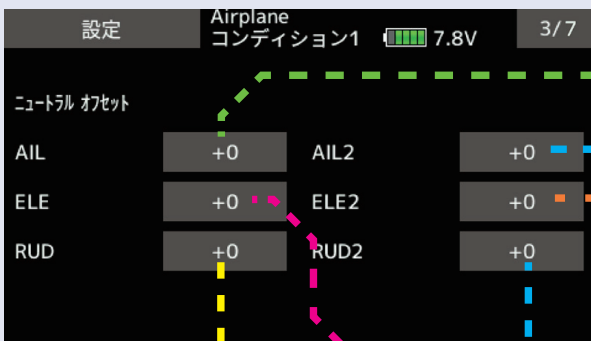 設定
Airplane
コンディション1
7.8V
3/7
ﾆｭｰﾄﾗﾙ ｵﾌｾｯﾄ
AIL +0 AIL2 +0
ELE +0 ELE2 +0
RUD +0 RUD2 +0